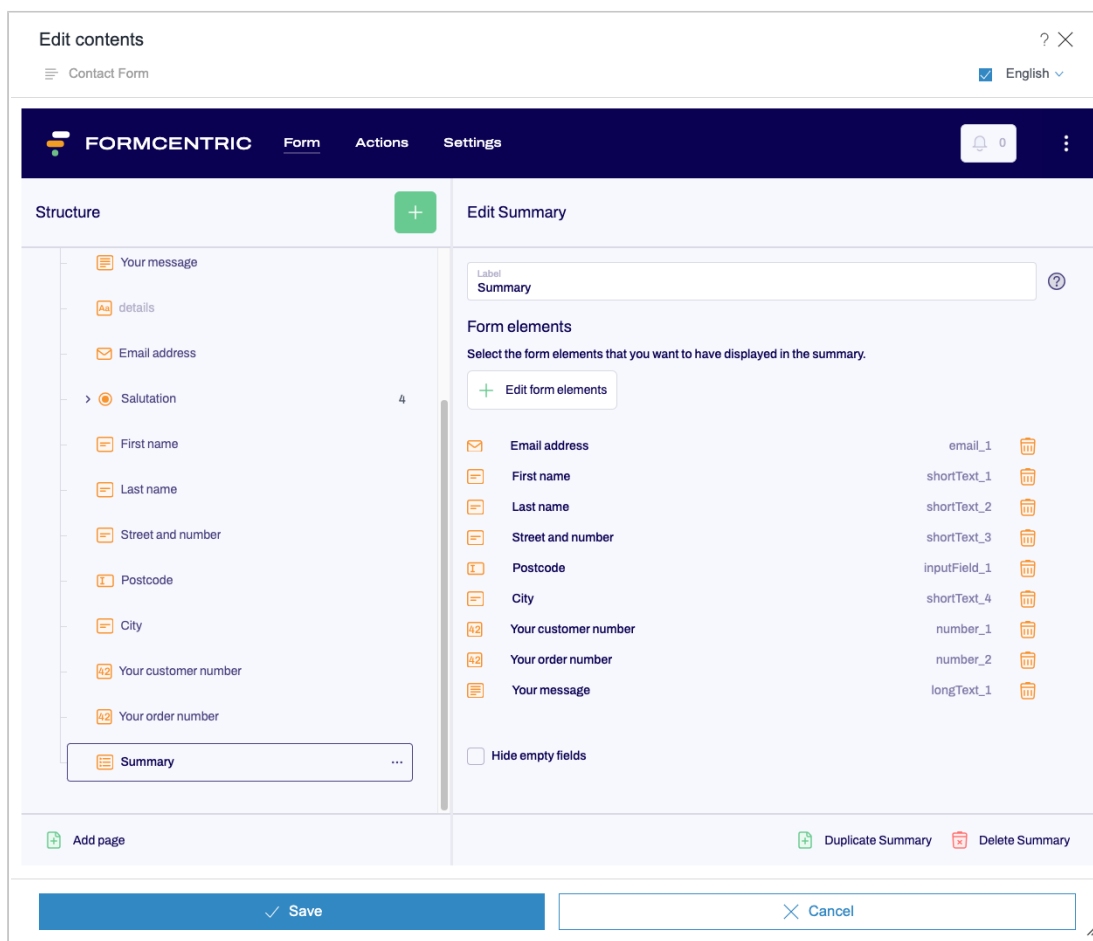 Edit contents
?
Contact Form
English
FORMCENTRIC Form Actions Settings 0
Structure
+
Your message
Aa details
Email address
Salutation 4
First name
Last name
Street and number
Postcode
City
42 Your customer number
42 Your order number
Summary ...
Add page
Edit Summary
Label
Summary
?
Form elements
Select the form elements that you want to have displayed in the summary.
+ Edit form elements
Email address email_1
First name shortText_1
Last name shortText_2
Street and number shortText_3
Postcode inputField_1
City shortText_4
42 Your customer number number_1
42 Your order number number_2
Your message longText_1
Hide empty fields
Duplicate Summary Delete Summary
Save Cancel